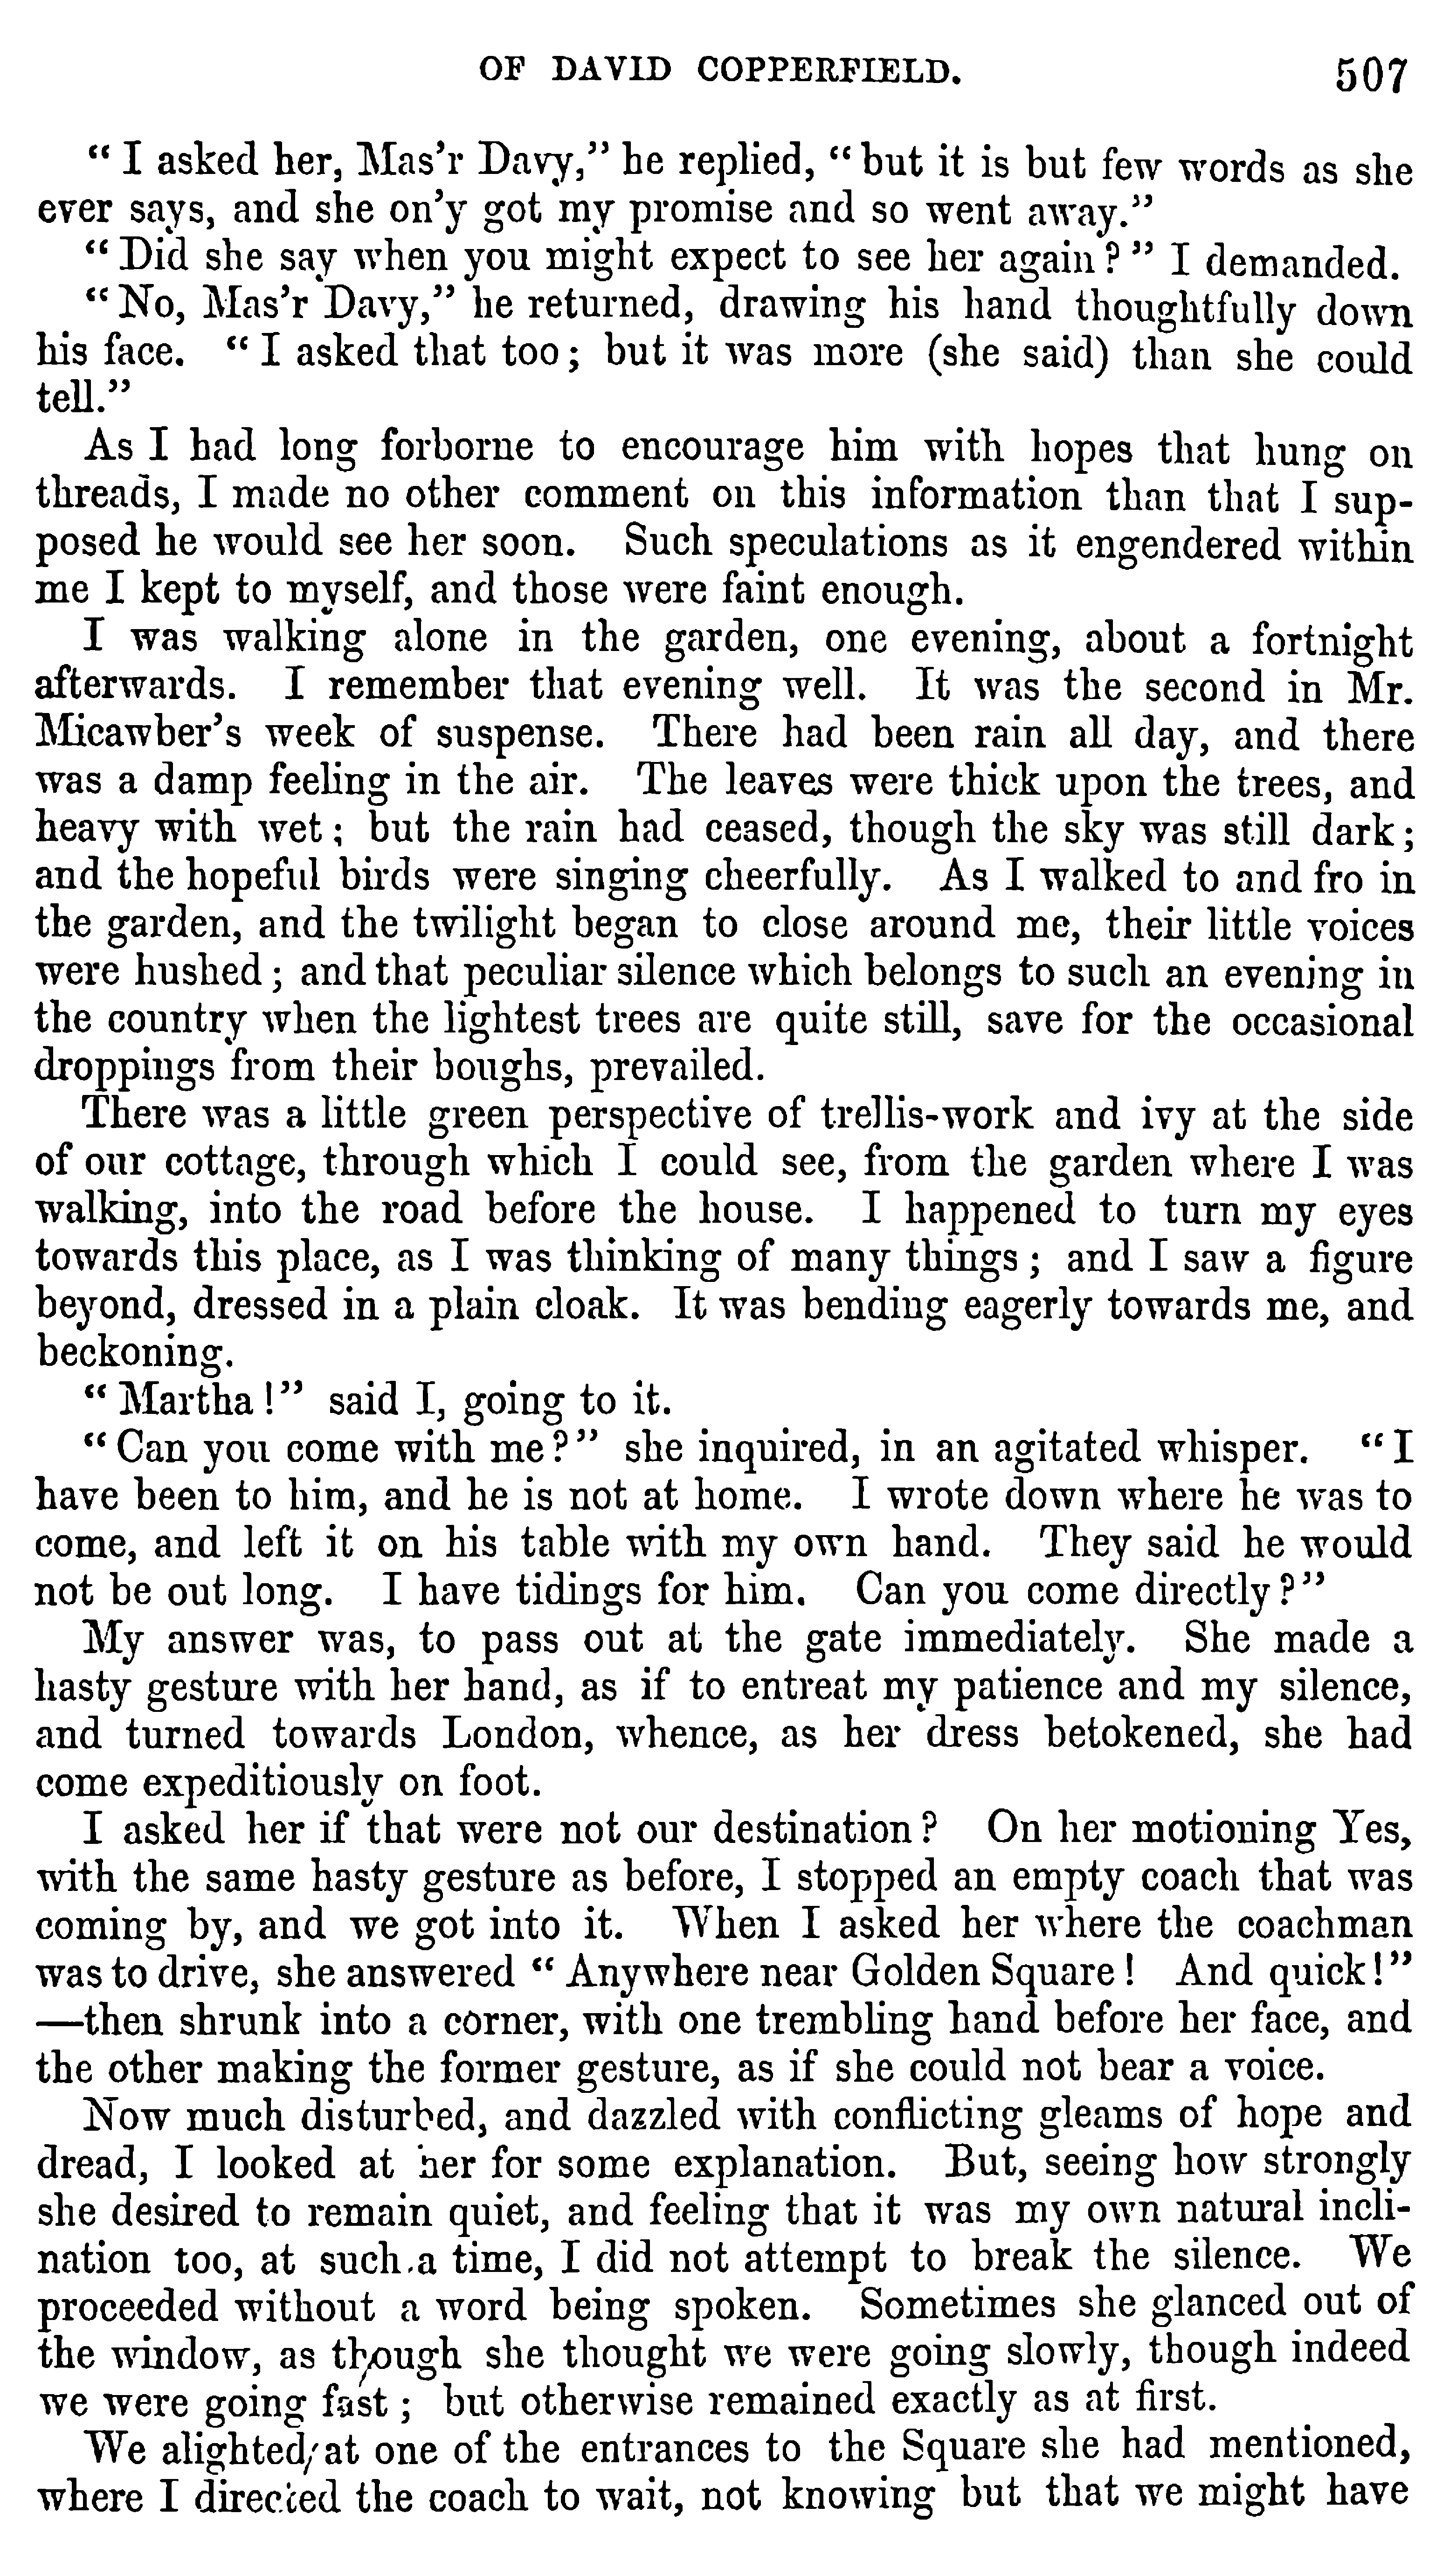 OF DAVID COPPERFIELD. 507
“I asked her, Mas’r Davy,” he replied, “but it is but few words as she
ever says, and she on’y got my promise and so went away.”
“Did she say when you might expect to see her again?” I demanded.
“No, Mas’r Davy,” he returned, drawing his hand thoughtfully down
his face. “I asked that too; but it was more (she said) than she could
tell.”
As I had long forborne to encourage him with hopes that hung on
threads, I made no other comment on this information than that I sup-
posed he would see her soon. Such speculations as it engendered within
me I kept to myself, and those were faint enough.
I was walking alone in the garden, one evening, about a fortnight
afterwards. I remember that evening well. It was the second in Mr.
Micawber’s week of suspense. There had been rain all day, and there
was a damp feeling in the air. The leaves were thick upon the trees, and
heavy with wet; but the rain had ceased, though the sky was still dark;
and the hopeful birds were singing cheerfully. As I walked to and fro in
the garden, and the twilight began to close around me, their little voices
were hushed; and that peculiar silence which belongs to such an evening in
the country when the lightest trees are quite still, save for the occasional
droppings from their boughs, prevailed.
There was a little green perspective of trellis-work and ivy at the side
of our cottage, through which I could see, from the garden where I was
walking, into the road before the house. I happened to turn my eyes
towards this place, as I was thinking of many things; and I saw a figure
beyond, dressed in a plain cloak. It was bending eagerly towards me, and
beckoning.
“Martha!” said I, going to it.
“Can you come with me?” she inquired, in an agitated whisper. “I
have been to him, and he is not at home. I wrote down where he was to
come, and left it on his table with my own hand. They said he would
not be out long. I have tidings for him. Can you come directly?”
My answer was, to pass out at the gate immediately. She made a
hasty gesture with her hand, as if to entreat my patience and my silence,
and turned towards London, whence, as her dress betokened, she had
come expeditiously on foot.
I asked her if that were not our destination? On her motioning Yes,
with the same hasty gesture as before, I stopped an empty coach that was
coming by, and we got into it. When I asked her where the coachman
was to drive, she answered “Anywhere near Golden Square! And quick!”
—then shrunk into a corner, with one trembling hand before her face, and
the other making the former gesture, as if she could not bear a voice.
Now much disturbed, and dazzled with conflicting gleams of hope and
dread, I looked at her for some explanation. But, seeing how strongly
she desired to remain quiet, and feeling that it was my own natural incli-
nation too, at such a time, I did not attempt to break the silence. We
proceeded without a word being spoken. Sometimes she glanced out of
the window, as though she thought we were going slowly, though indeed
we were going fast; but otherwise remained exactly as at first.
We alighted at one of the entrances to the Square she had mentioned,
where I directed the coach to wait, not knowing but that we might have